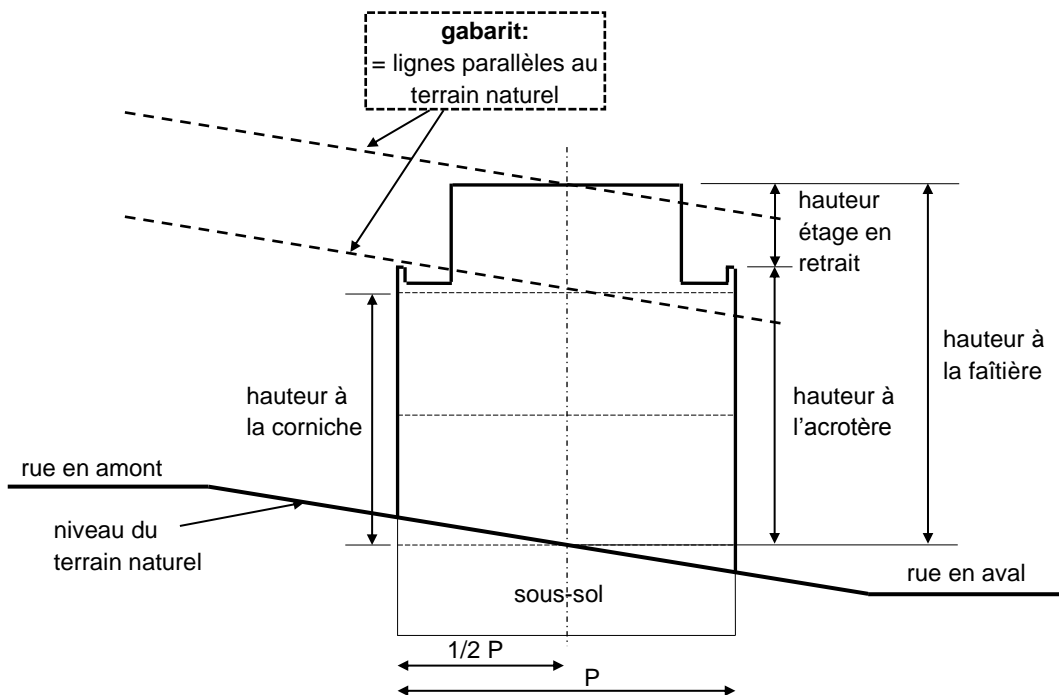 gabarit:
= lignes parallèles au
terrain naturel
hauteur
étage en
retrait
hauteur à
la faîtière
hauteur à
la corniche
hauteur à
l’acrotère
rue en amont
niveau du
terrain naturel
rue en aval
sous-sol
1/2 P
P